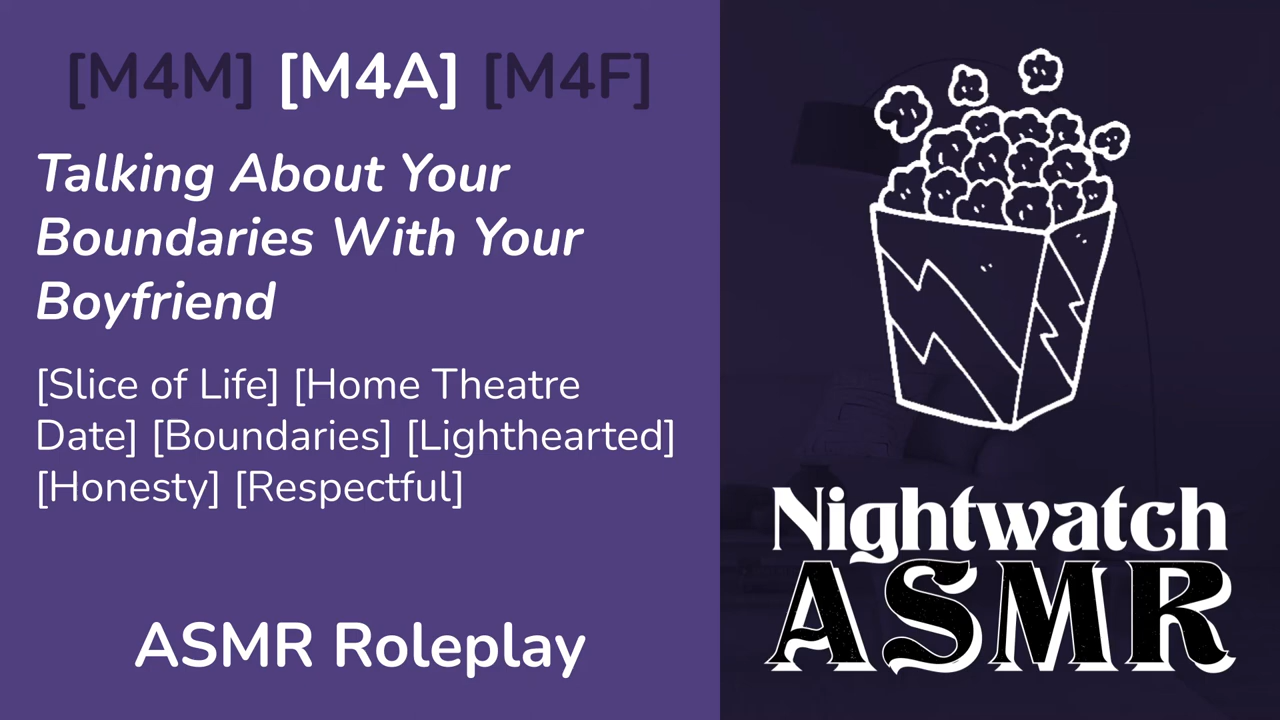 [M4M] [M4A] [M4F]
Talking About Your
Boundaries With Your
Boyfriend
[Slice of Life] [Home Theatre
Date] [Boundaries] [Lighthearted]
[Honesty] [Respectful]
ASMR Roleplay
Nightwatch
ASMR